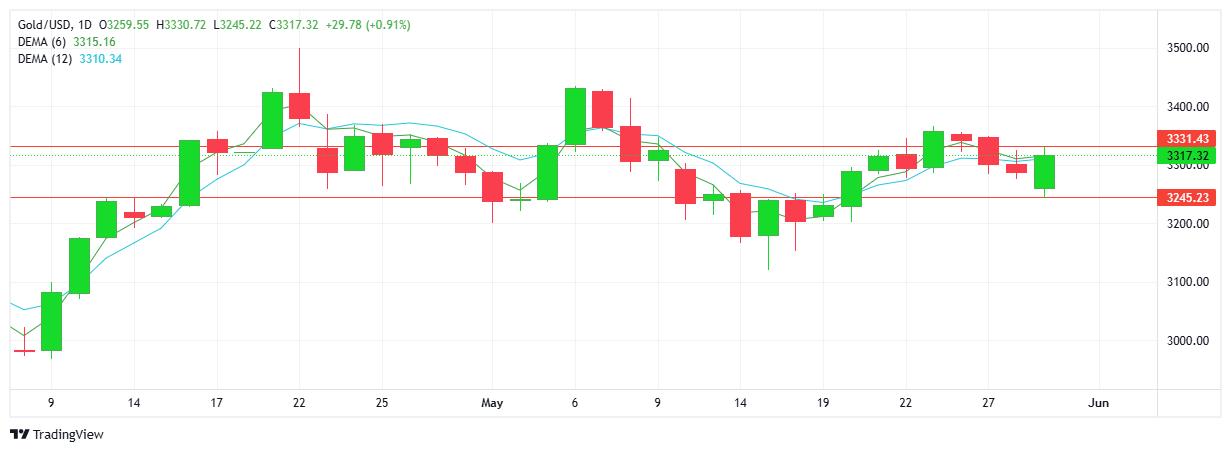 Gold/USD, 1D O3259.55 H3330.72 L3245.22 C3317.32 +29.78 (+0.91%)
DEMA (6) 3315.16
DEMA (12) 3310.34
3500.00
3400.00
3331.43
3317.32
3300.00
3245.23
3200.00
3100.00
3000.00
9 14 17 22 25 May 6 9 14 19 22 27 Jun
TradingView